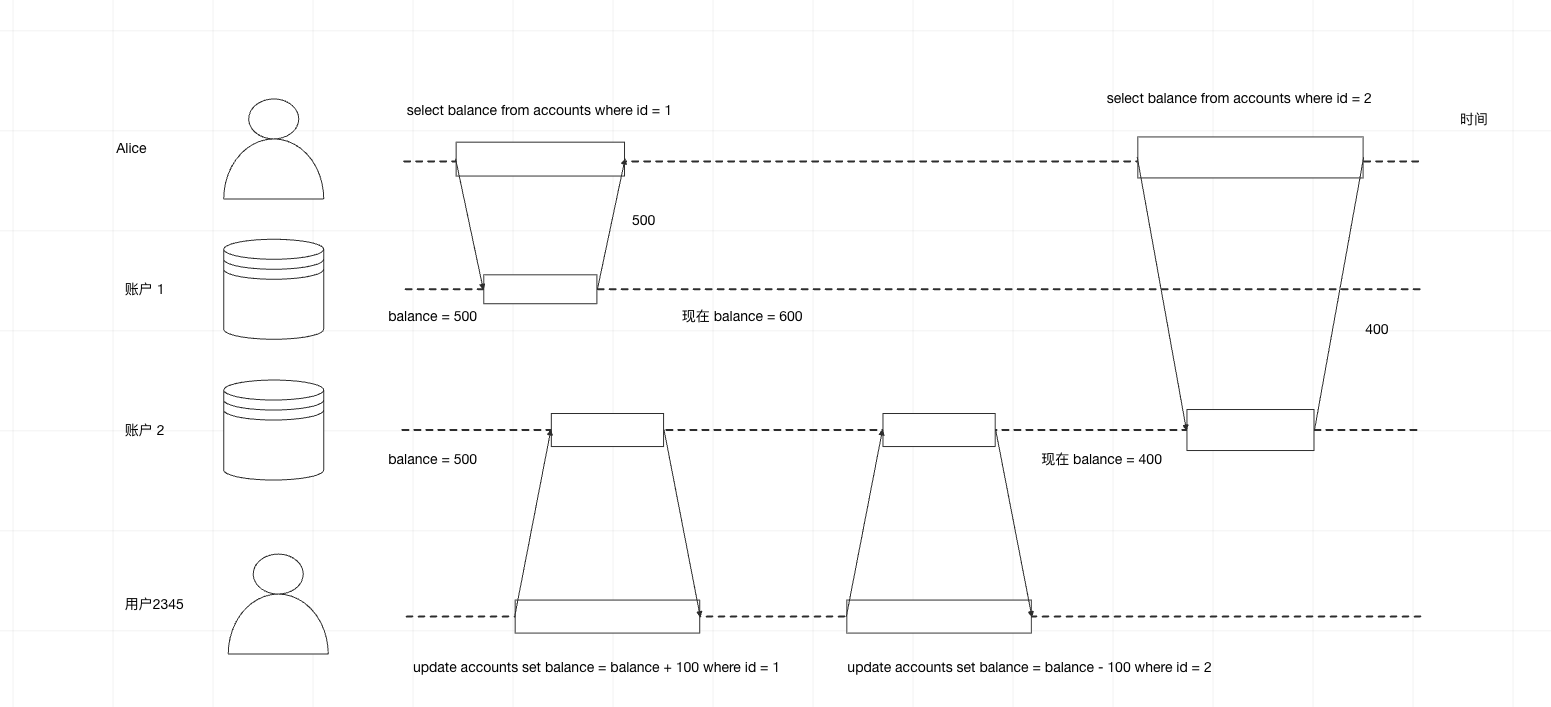 select balance from accounts where id = 1
select balance from accounts where id = 2
时间
Alice
500
账户 1
balance = 500
现在 balance = 600
400
账户 2
balance = 500
现在 balance = 400
用户2345
update accounts set balance = balance + 100 where id = 1
update accounts set balance = balance - 100 where id = 2